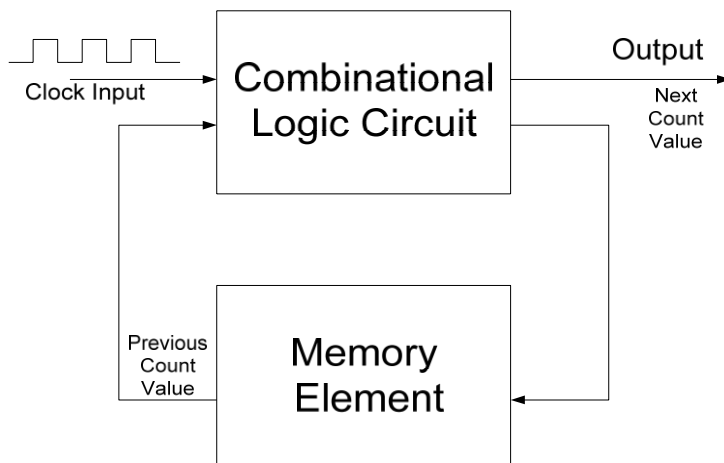 Clock Input
Combinational
Logic Circuit
Output
Next
Count
Value
Previous
Count
Value
Memory
Element